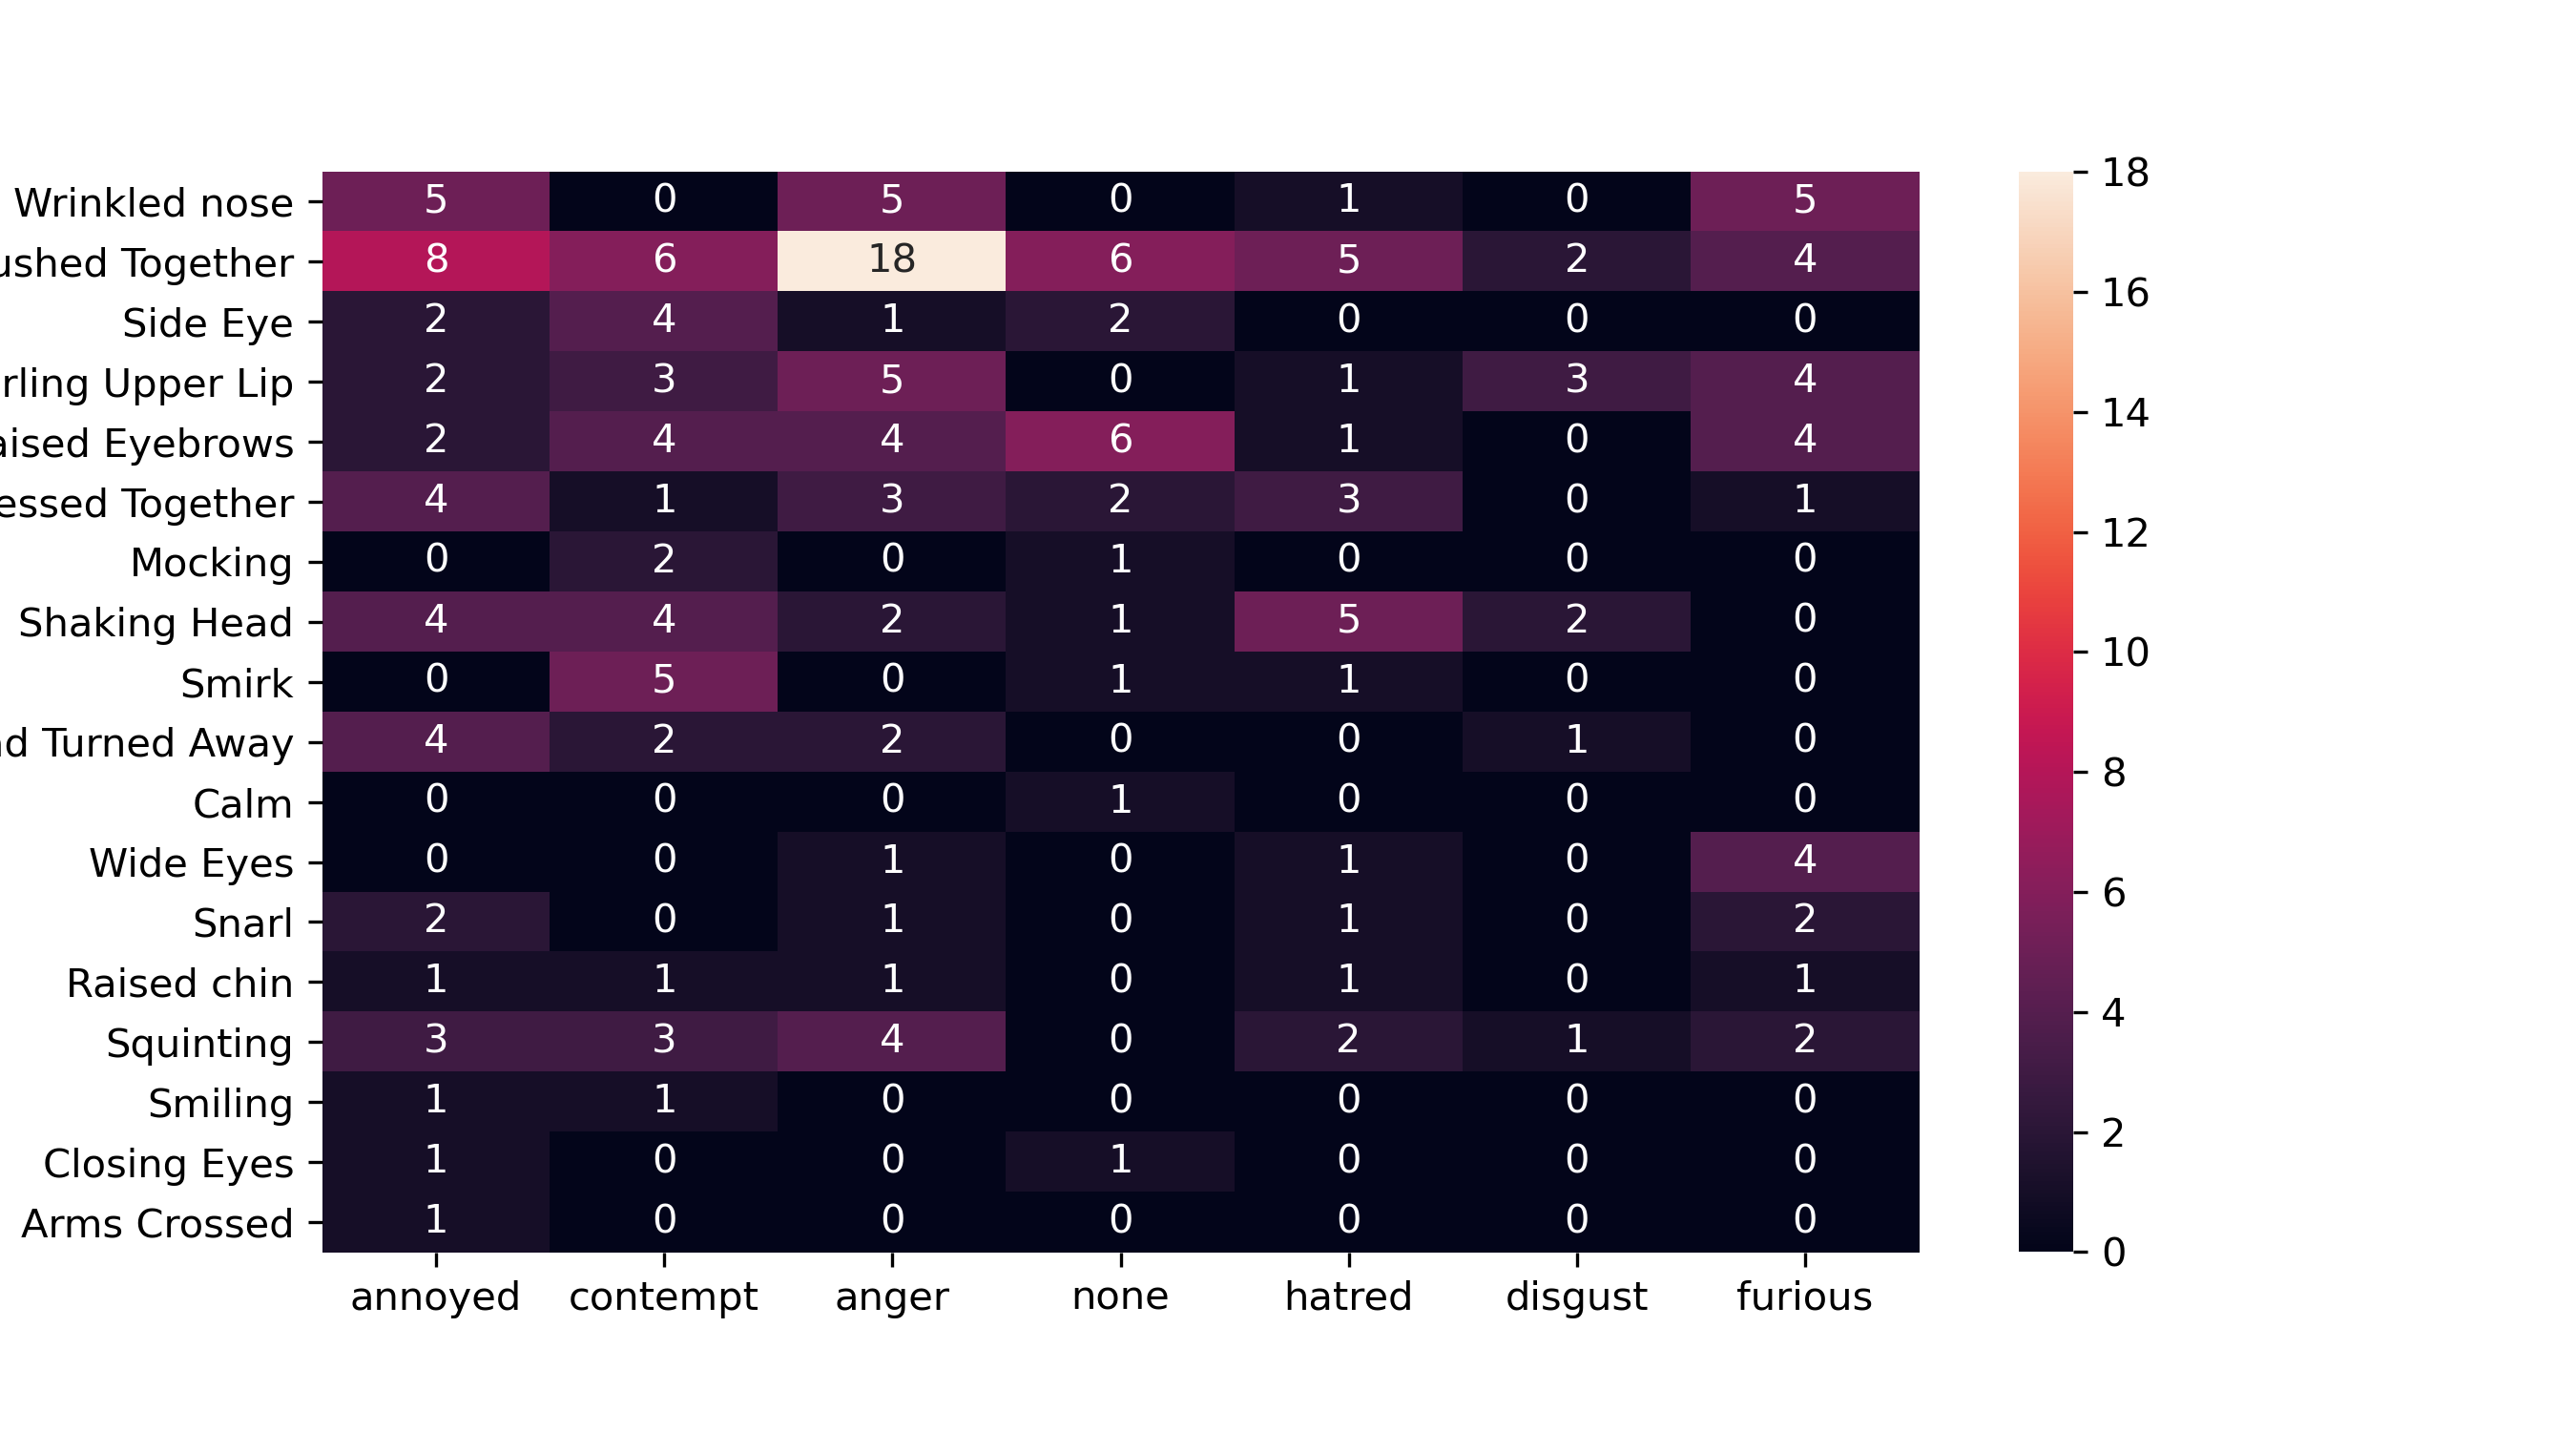 Wrinkled nose 5 0 5 0 1 0 5 18
ushed Together 8 6 18 6 5 2 4
16
Side Eye 2 4 1 2 0 0 0
rling Upper Lip 2 3 5 0 1 3 4
14
aised Eyebrows 2 4 4 6 1 0 4
essed Together 4 1 3 2 3 0 1
12
Mocking 0 2 0 1 0 0 0
Shaking Head 4 4 2 1 5 2 0
10
Smirk 0 5 0 1 1 0 0
d Turned Away 4 2 2 0 0 1 0
8
Calm 0 0 0 1 0 0 0
Wide Eyes 0 0 1 0 1 0 4
6
Snarl 2 0 1 0 1 0 2
Raised chin 1 1 1 0 1 0 1
4
Squinting 3 3 4 0 2 1 2
Smiling 1 1 0 0 0 0 0
2
Closing Eyes 1 0 0 1 0 0 0
Arms Crossed 1 0 0 0 0 0 0
0
annoyed contempt anger none hatred disgust furious